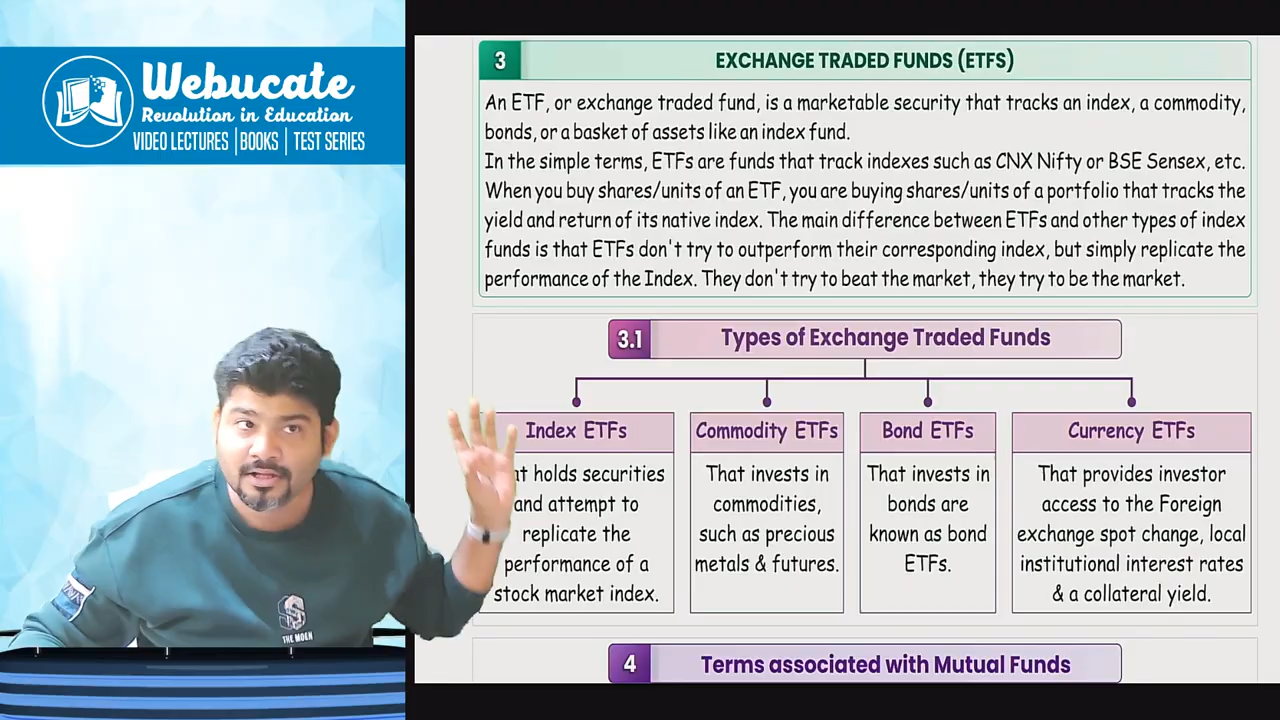 Webucate
Revolution in Education
VIDEO LECTURES | BOOKS | TEST SERIES
3
EXCHANGE TRADED FUNDS (ETFS)
An ETF, or exchange traded fund, is a marketable security that tracks an index, a commodity,
bonds, or a basket of assets like an index fund.
In the simple terms, ETFs are funds that track indexes such as CNX Nifty or BSE Sensex, etc.
When you buy shares/units of an ETF, you are buying shares/units of a portfolio that tracks the
yield and return of its native index. The main difference between ETFs and other types of index
funds is that ETFs don't try to outperform their corresponding index, but simply replicate the
performance of the Index. They don't try to beat the market, they try to be the market.
3.1
Types of Exchange Traded Funds
Index ETFs
holds securities
and attempt to
replicate the
performance of a
stock market index.
Commodity ETFs
That invests in
commodities,
such as precious
metals & futures.
Bond ETFs
That invests in
bonds are
known as bond
ETFs.
Currency ETFs
That provides investor
access to the Foreign
exchange spot change, local
institutional interest rates
& a collateral yield.
4
Terms associated with Mutual Funds
THE MOEN